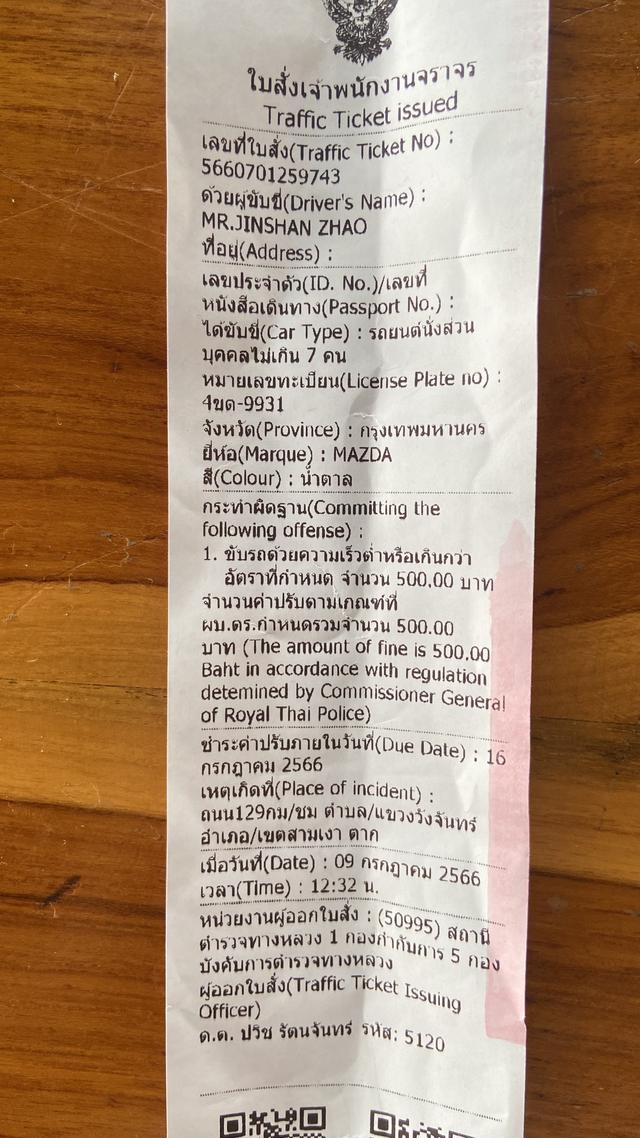 ใบสั่งเจ้าพนักงานจราจร
Traffic Ticket issued
เลขที่ใบสั่ง(Traffic Ticket No) :
5660701259743
ด้วยผู้ขับขี่(Driver's Name) :
MR.JINSHAN ZHAO
ที่อยู่(Address) :
เลขประจำตัว(ID. No.)/เลขที่
หนังสือเดินทาง(Passport No.) :
ได้ขับขี่(Car Type) : รถยนต์นั่งส่วน
บุคคลไม่เกิน 7 คน
หมายเลขทะเบียน(License Plate no) :
4ขต-9931
จังหวัด(Province) : กรุงเทพมหานคร
ยี่ห้อ(Marque) : MAZDA
สี(Colour) : น้ำตาล
กระทำผิดฐาน(Committing the
following offense) :
1. ขับรถด้วยความเร็วต่ำหรือเกินกว่า
อัตราที่กำหนด จำนวน 500.00 บาท
จำนวนค่าปรับตามเกณฑ์ที่
ผบ.ตร.กำหนดรวมจำนวน 500.00
บาท (The amount of fine is 500.00
Baht in accordance with regulation
detemined by Commissioner General
of Royal Thai Police)
ชำระค่าปรับภายในวันที่(Due Date) : 16
กรกฎาคม 2566
เหตุเกิดที่(Place of incident) :
ถนน129กม/ชม ตำบล/แขวงวังจันทร์
อำเภอ/เขตสามเงา ตาก
เมื่อวันที่(Date) : 09 กรกฎาคม 2566
เวลา(Time) : 12:32 น.
หน่วยงานผู้ออกใบสั่ง : (50995) สถานี
ตำรวจทางหลวง 1 กองกำกับการ 5 กอง
บังคับการตำรวจทางหลวง
ผู้ออกใบสั่ง(Traffic Ticket Issuing
Officer)
ด.ต. ปวิช รัตนจันทร์ รหัส: 5120